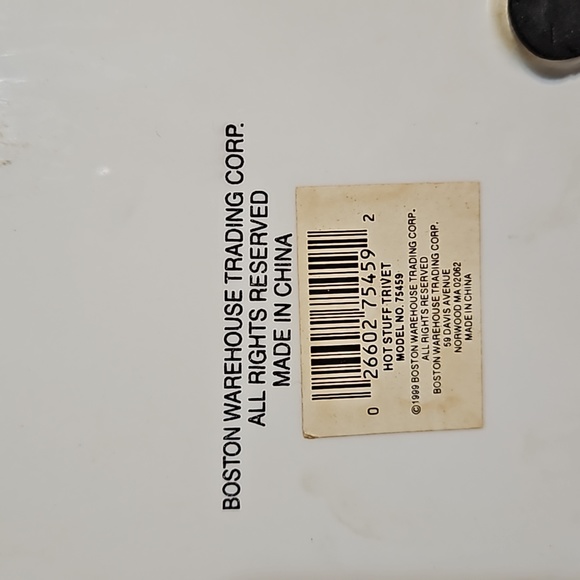 BOSTON WAREHOUSE TRADING CORP.
ALL RIGHTS RESERVED
MADE IN CHINA
0 26602 75459 2
HOT STUFF TRIVET
MODEL NO. 75459
©1999 BOSTON WAREHOUSE TRADING CORP.
ALL RIGHTS RESERVED
BOSTON WAREHOUSE TRADING CORP.
59 DAVIS AVENUE
NORWOOD MA 02062
MADE IN CHINA